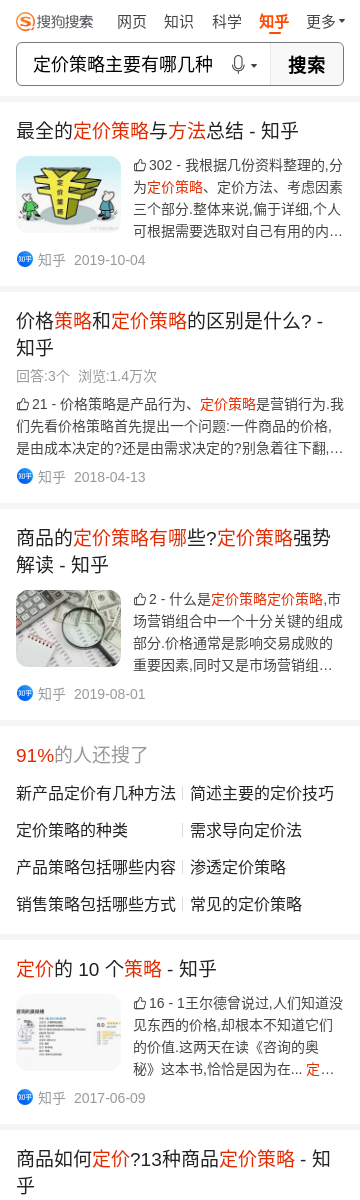 搜狗搜索 网页 知识 科学 知乎 更多
定价策略主要有哪几种 搜索
最全的定价策略与方法总结 - 知乎
定价策略
302 - 我根据几份资料整理的,分
为定价策略、定价方法、考虑因素
三个部分.整体来说,偏于详细,个人
可根据需要选取对自己有用的内...
知乎 2019-10-04
价格策略和定价策略的区别是什么? -
知乎
回答:3个 浏览:1.4万次
21 - 价格策略是产品行为、定价策略是营销行为.我
们先看价格策略首先提出一个问题:一件商品的价格,
是由成本决定的?还是由需求决定的?别急着往下翻,...
知乎 2018-04-13
商品的定价策略有哪些?定价策略强势
解读 - 知乎
2 - 什么是定价策略定价策略,市
场营销组合中一个十分关键的组成
部分.价格通常是影响交易成败的
重要因素,同时又是市场营销组...
知乎 2019-08-01
91%的人还搜了
新产品定价有几种方法 简述主要的定价技巧
定价策略的种类 需求导向定价法
产品策略包括哪些内容 渗透定价策略
销售策略包括哪些方式 常见的定价策略
定价的 10 个策略 - 知乎
16 - 1王尔德曾说过,人们知道没
见东西的价格,却根本不知道它们
的价值.这两天在读《咨询的奥
秘》这本书,恰恰是因为在... 定...
知乎 2017-06-09
商品如何定价?13种商品定价策略 - 知
乎